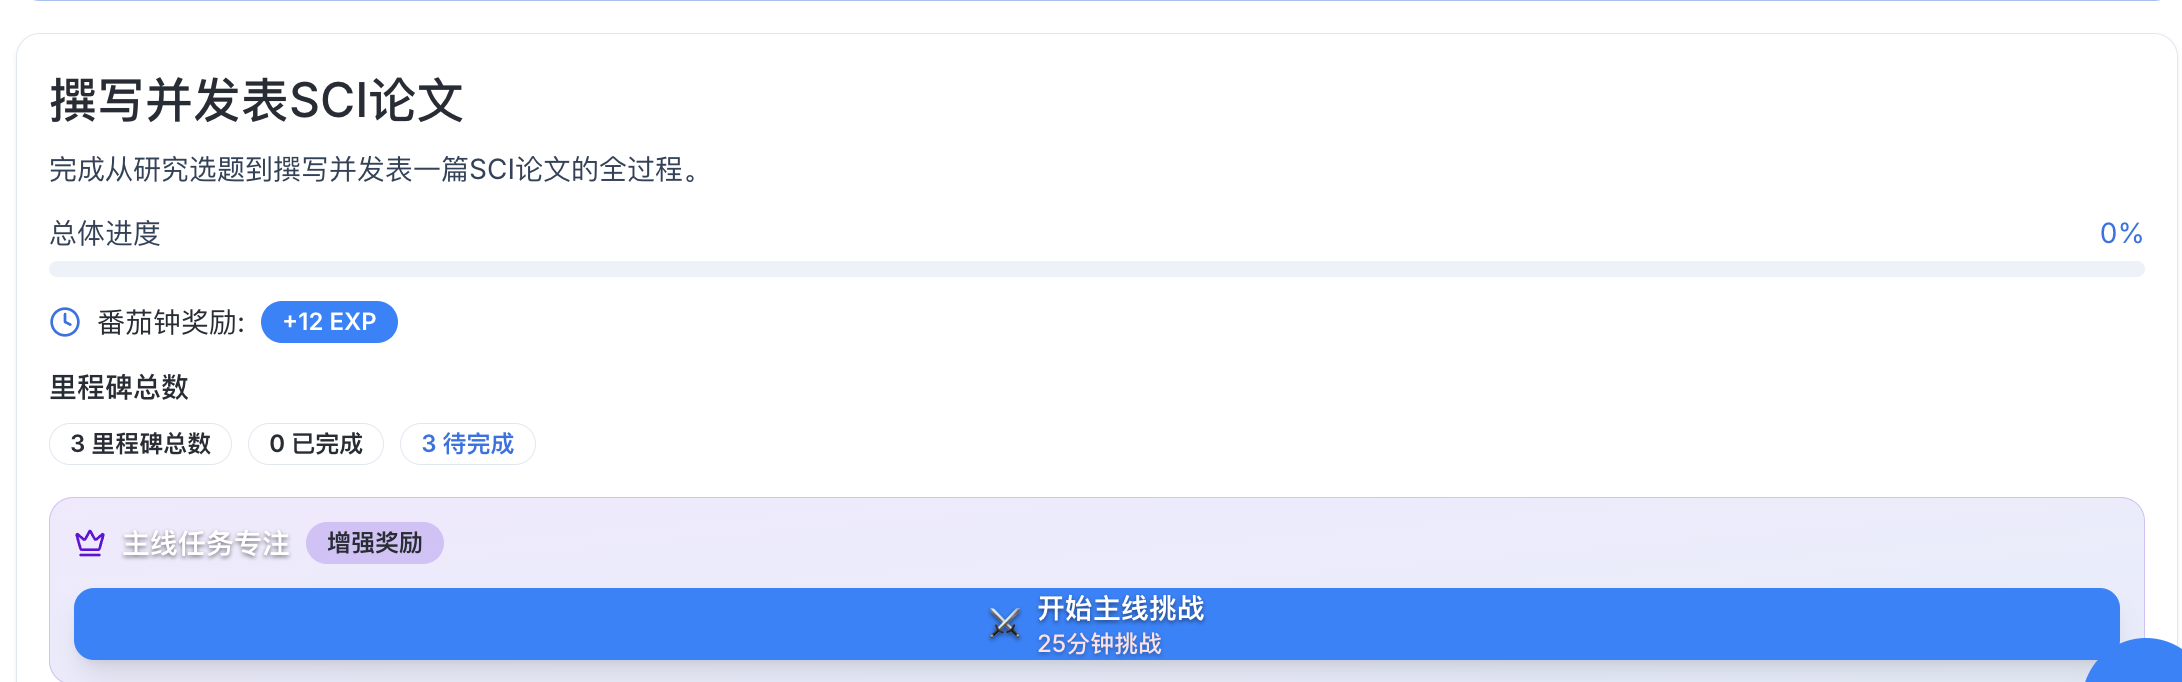 撰写并发表SCI论文
完成从研究选题到撰写并发表一篇SCI论文的全过程。
总体进度 0%
番茄钟奖励: +12 EXP
里程碑总数
3 里程碑总数 0 已完成 3 待完成
主线任务专注 增强奖励
开始主线挑战
25分钟挑战